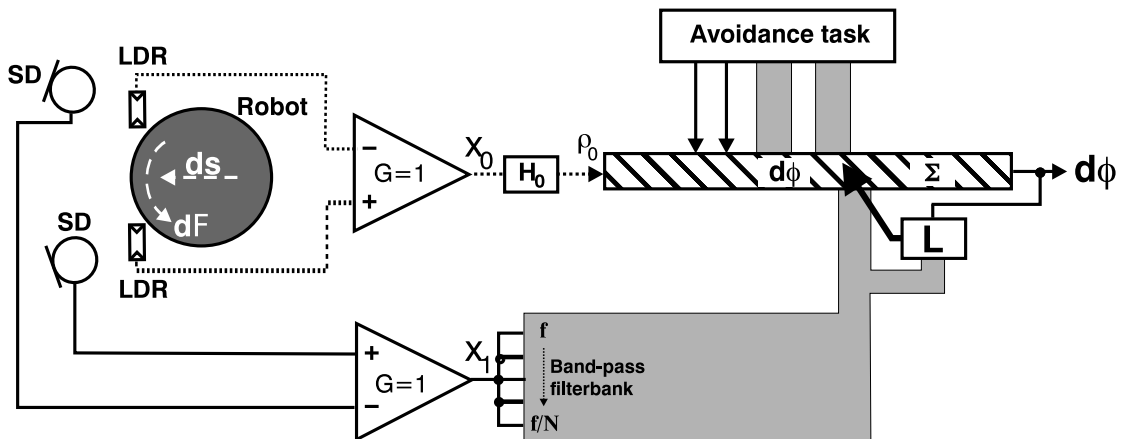 Avoidance task
LDR
SD
Robot
ds
dF
−
G=1
+
X₀
H₀
ρ₀
dϕ
Σ
dϕ
L
SD
LDR
+
G=1
−
X₁
f
Band-pass
filterbank
f/N